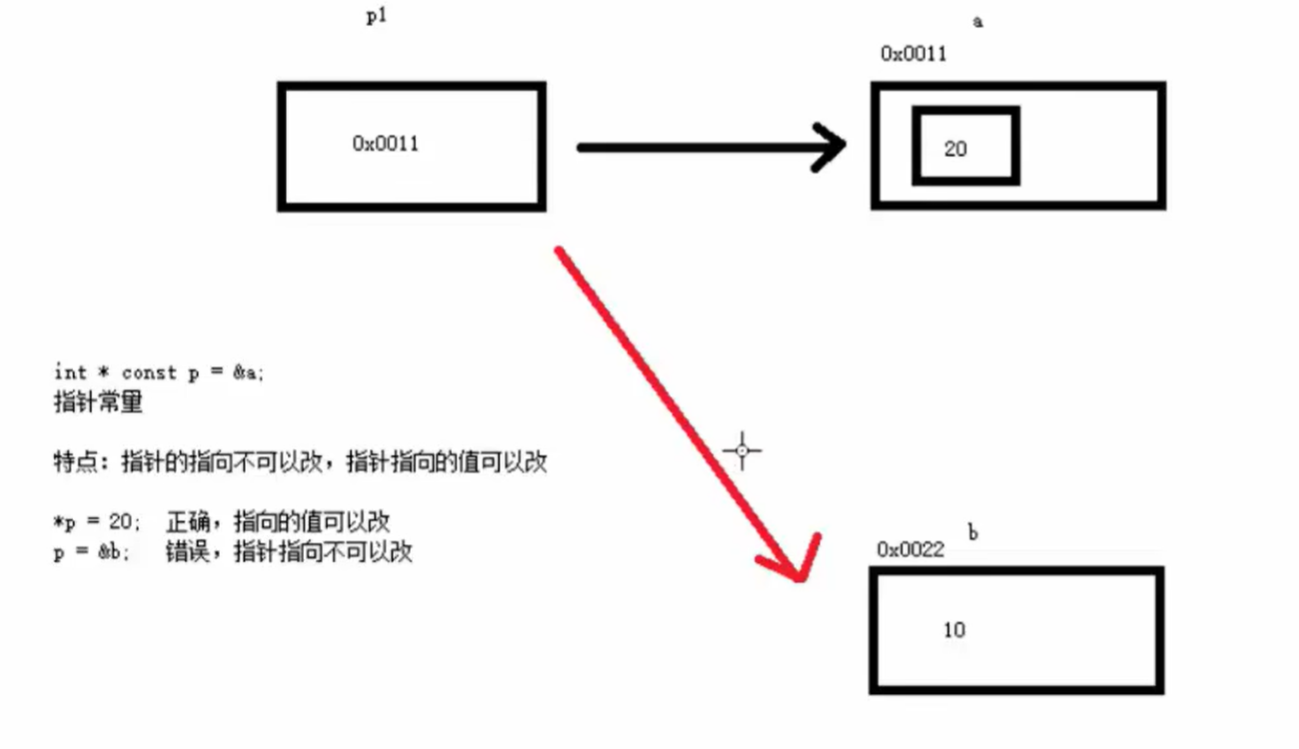 p1
a
0x0011
0x0011
20
int * const p = &a;
指针常量
特点：指针的指向不可以改，指针指向的值可以改
*p = 20; 正确，指向的值可以改
p = &b; 错误，指针指向不可以改
b
0x0022
10